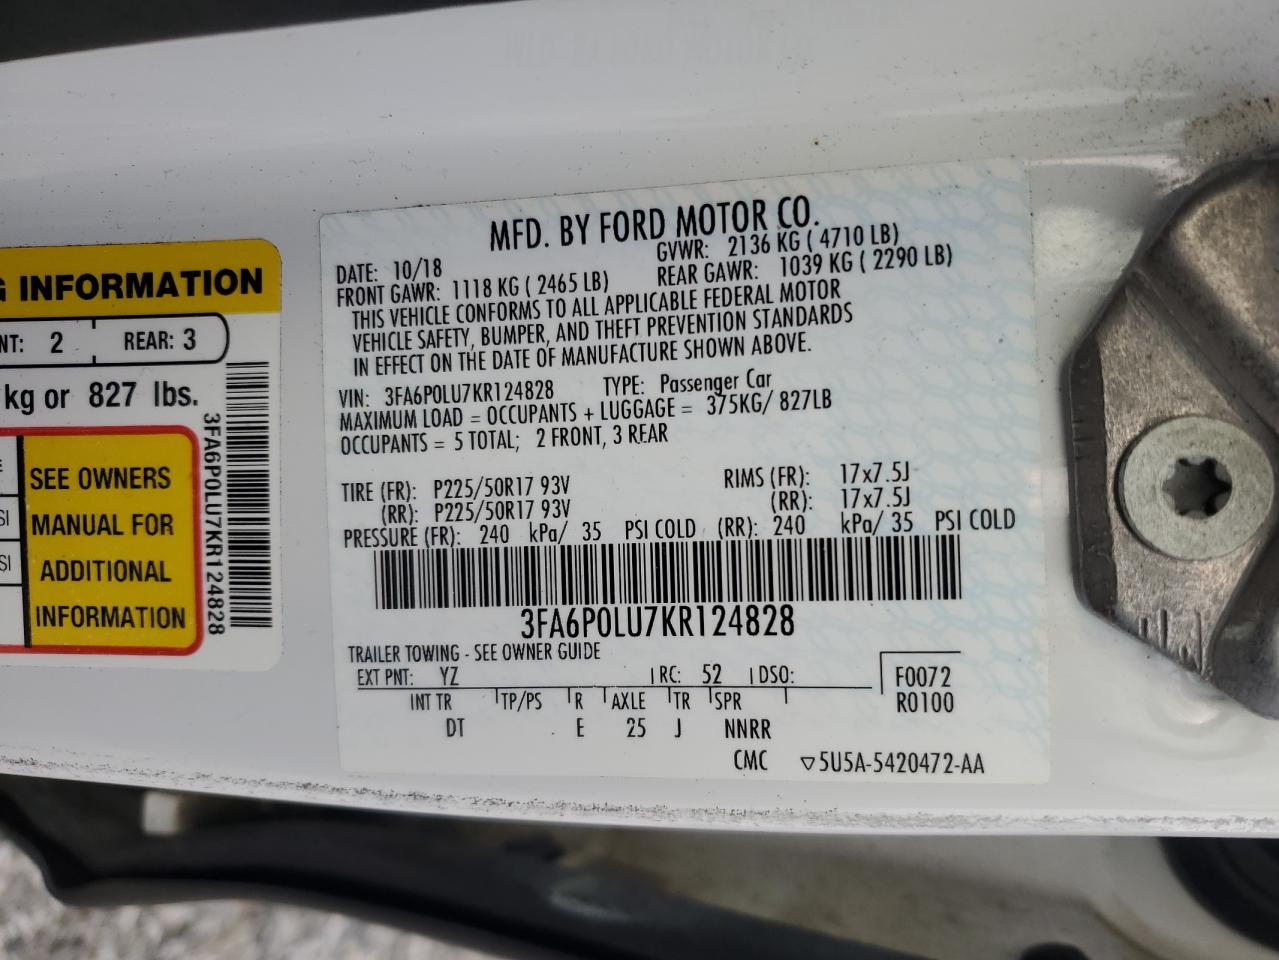 G INFORMATION
NT: 2 REAR: 3
kg or 827 lbs.
SEE OWNERS
MANUAL FOR
ADDITIONAL
INFORMATION
SI
SI
3FA6P0LU7KR124828
MFD. BY FORD MOTOR CO.
DATE: 10/18 GVWR: 2136 KG ( 4710 LB)
FRONT GAWR: 1118 KG ( 2465 LB) REAR GAWR: 1039 KG ( 2290 LB)
THIS VEHICLE CONFORMS TO ALL APPLICABLE FEDERAL MOTOR
VEHICLE SAFETY, BUMPER, AND THEFT PREVENTION STANDARDS
IN EFFECT ON THE DATE OF MANUFACTURE SHOWN ABOVE.
VIN: 3FA6P0LU7KR124828 TYPE: Passenger Car
MAXIMUM LOAD = OCCUPANTS + LUGGAGE = 375KG/ 827LB
OCCUPANTS = 5 TOTAL; 2 FRONT, 3 REAR
TIRE (FR): P225/50R17 93V RIMS (FR): 17x7.5J
(RR): P225/50R17 93V (RR): 17x7.5J
PRESSURE (FR): 240 kPa/ 35 PSI COLD (RR): 240 kPa/ 35 PSI COLD
3FA6P0LU7KR124828
TRAILER TOWING - SEE OWNER GUIDE
EXT PNT: YZ RC: 52 DSO: F0072
INT TR TP/PS R AXLE TR SPR R0100
DT E 25 J NNRR
CMC ▽5U5A-5420472-AA